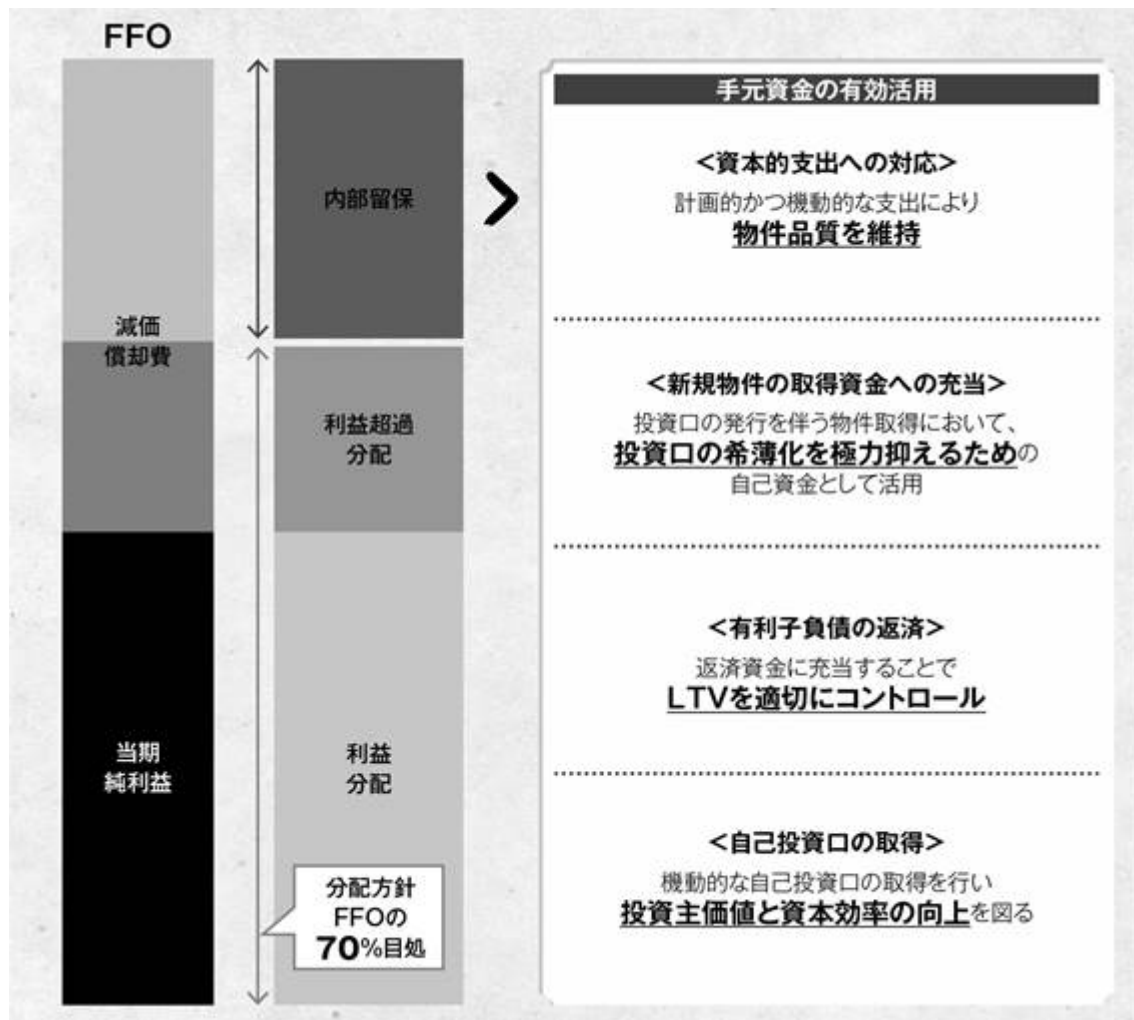 FFO
減価
償却費
当期
純利益
内部留保
利益超過
分配
利益
分配
分配方針
FFOの
70%目処
手元資金の有効活用
<資本的支出への対応>
計画的かつ機動的な支出により
物件品質を維持
<新規物件の取得資金への充当>
投資口の発行を伴う物件取得において、
投資口の希薄化を極力抑えるための
自己資金として活用
<有利子負債の返済>
返済資金に充当することで
LTVを適切にコントロール
<自己投資口の取得>
機動的な自己投資口の取得を行い
投資主価値と資本効率の向上を図る